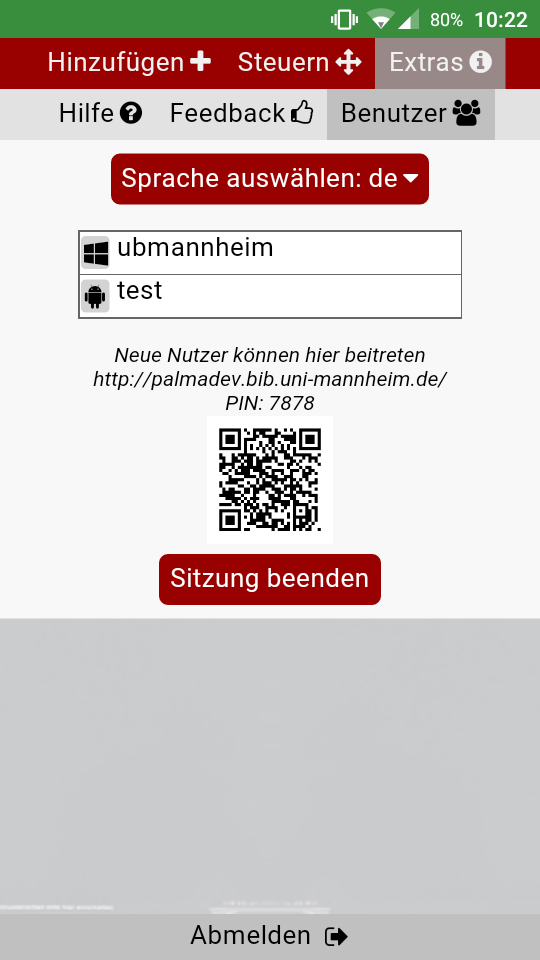 80% 10:22
Hinzufügen Steuern Extras
Hilfe Feedback Benutzer
Sprache auswählen: de
ubmannheim
test
Neue Nutzer können hier beitreten
http://palmadev.bib.uni-mannheim.de/
PIN: 7878
Sitzung beenden
Abmelden